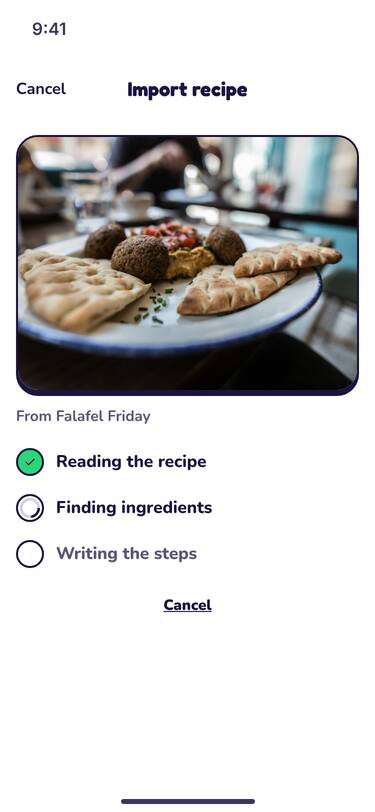 9:41
Cancel
Import recipe
From Falafel Friday
Reading the recipe
Finding ingredients
Writing the steps
Cancel